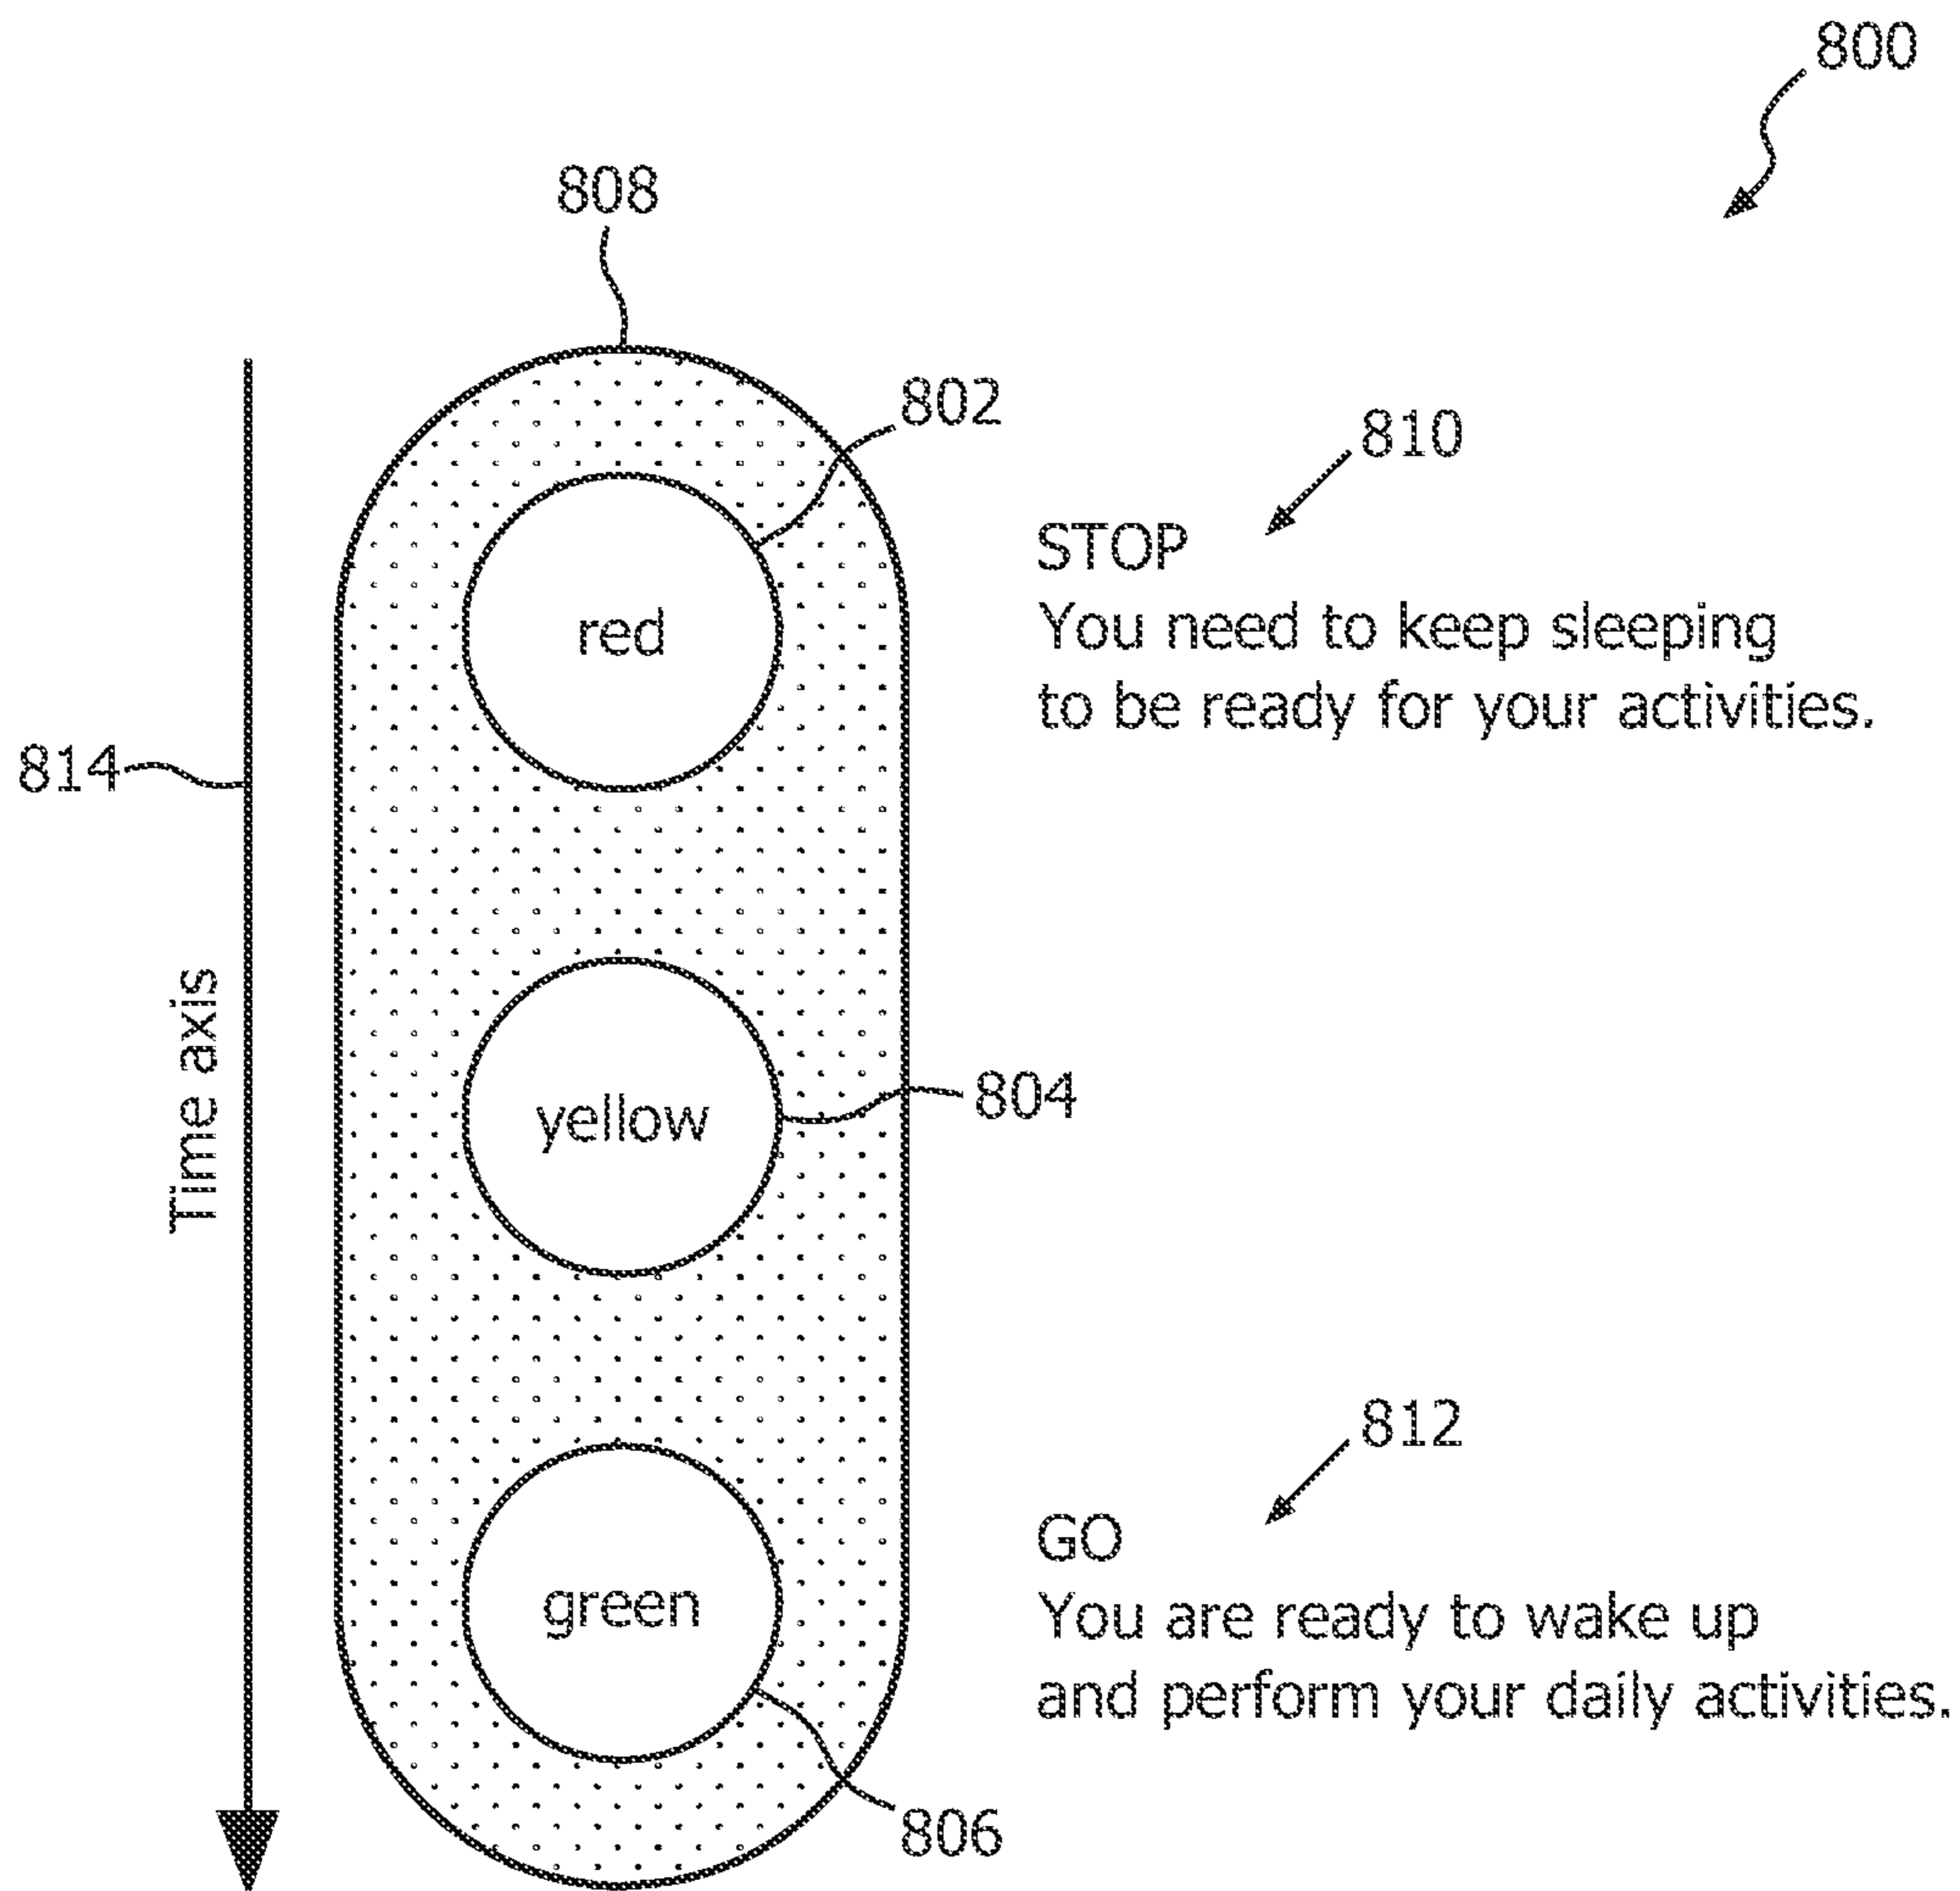 800
808
802
810
STOP
You need to keep sleeping
to be ready for your activities.
red
814
Time axis
yellow
804
812
GO
You are ready to wake up
and perform your daily activities.
green
806